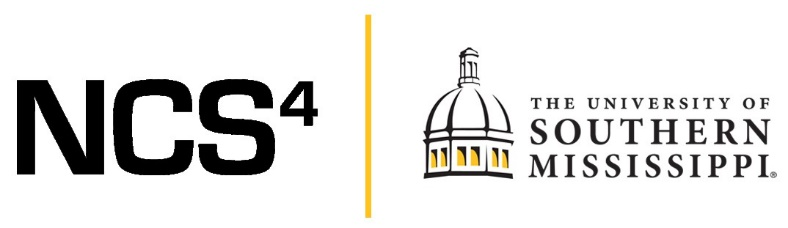 NCS⁴
THE UNIVERSITY OF
SOUTHERN
MISSISSIPPI®